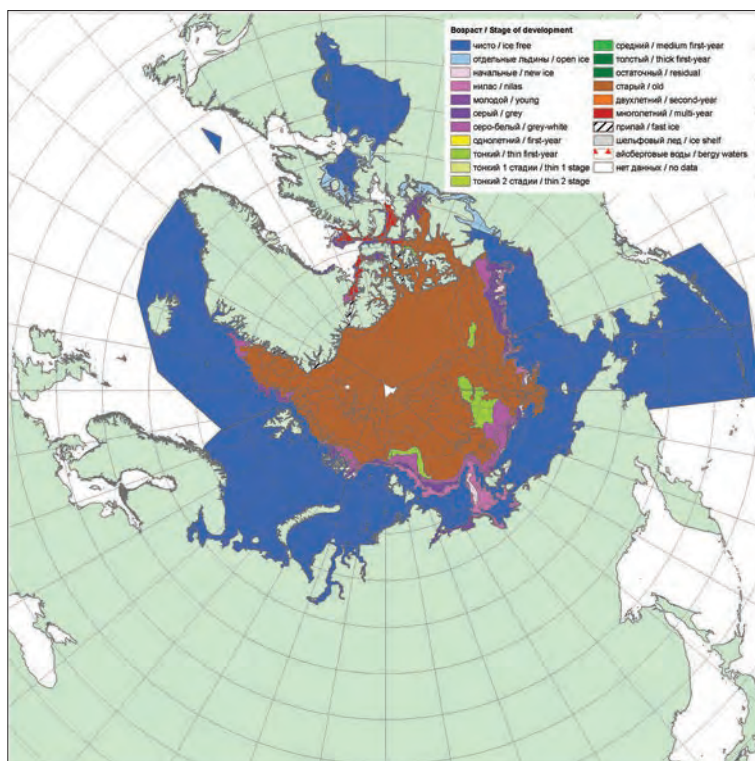 Возраст / Stage of development
чисто / ice free
отдельные льдины / open ice
начальные / new ice
нилас / nilas
молодой / young
серый / grey
серо-белый / grey-white
однолетний / first-year
тонкий / thin first-year
тонкий 1 стадии / thin 1 stage
тонкий 2 стадии / thin 2 stage
средний / medium first-year
толстый / thick first-year
остаточный / residual
старый / old
двухлетний / second-year
многолетний / multi-year
припай / fast ice
шельфовый лед / ice shelf
айсберговые воды / bergy waters
нет данных / no data